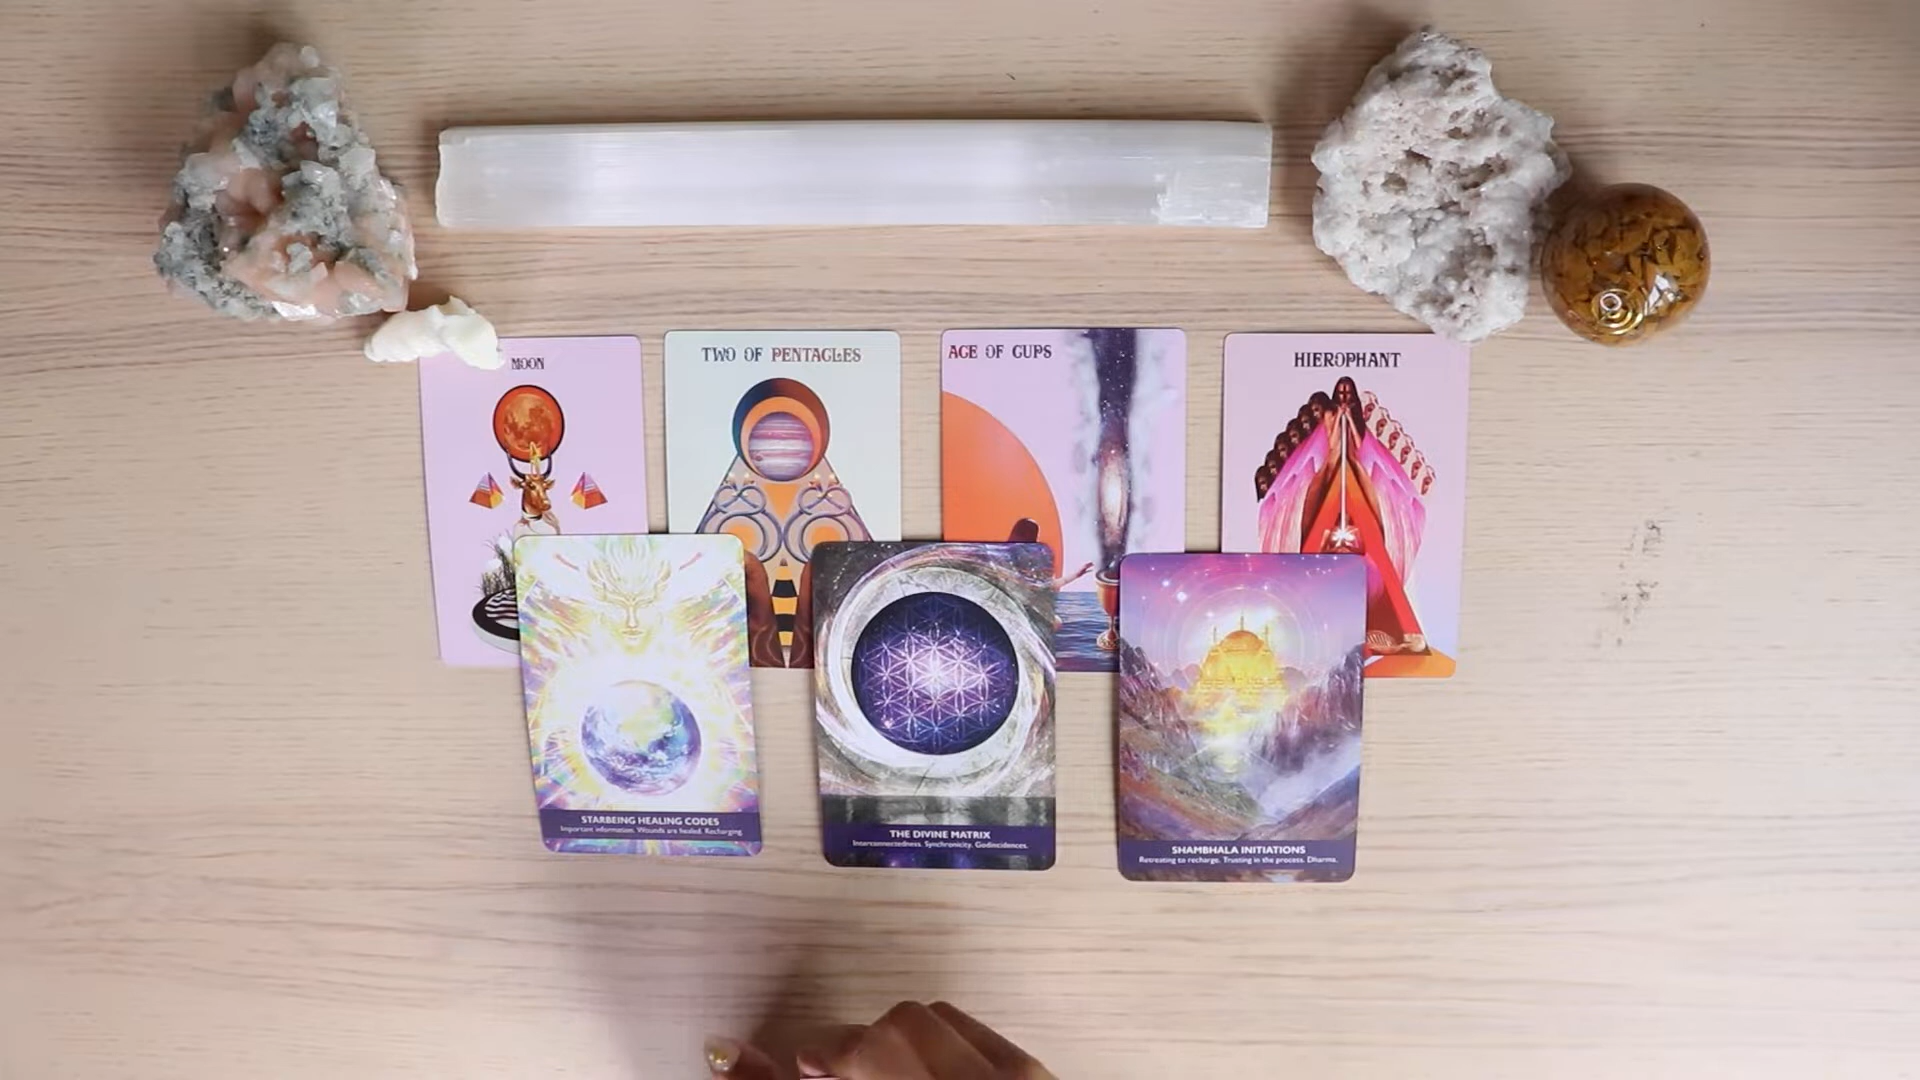 MOON
TWO OF PENTACLES
ACE OF CUPS
HIEROPHANT
STARBEING HEALING CODES
Important information. Wounds are healed. Recharging
THE DIVINE MATRIX
Interconnectedness. Synchronicity. Godincidences.
SHAMBHALA INITIATIONS
Retreating to recharge. Trusting in the process. Dharma.